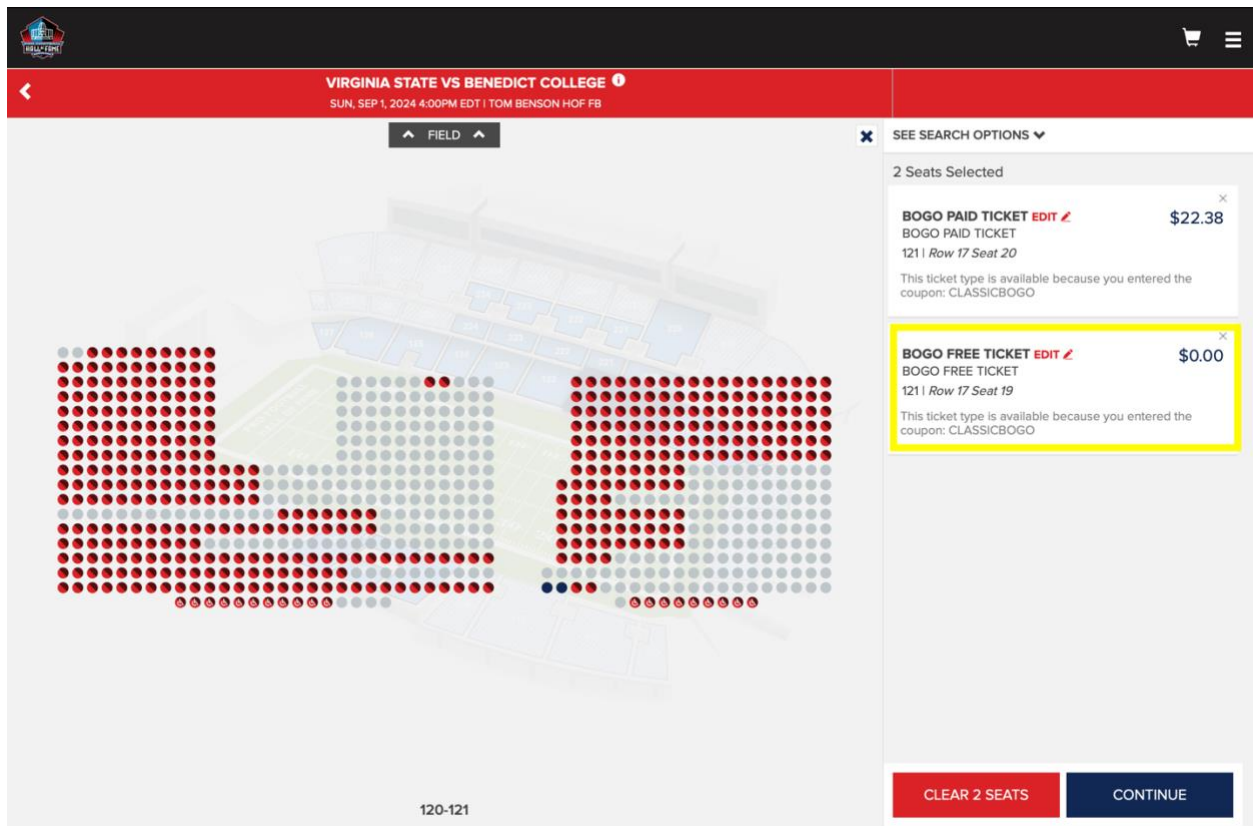 HALL OF FAME
VIRGINIA STATE VS BENEDICT COLLEGE
SUN, SEP 1, 2024 4:00PM EDT | TOM BENSON HOF FB
FIELD
SEE SEARCH OPTIONS
2 Seats Selected
BOGO PAID TICKET EDIT $22.38
BOGO PAID TICKET
121 | Row 17 Seat 20
This ticket type is available because you entered the
coupon: CLASSICBOGO
BOGO FREE TICKET EDIT $0.00
BOGO FREE TICKET
121 | Row 17 Seat 19
This ticket type is available because you entered the
coupon: CLASSICBOGO
120-121
CLEAR 2 SEATS
CONTINUE